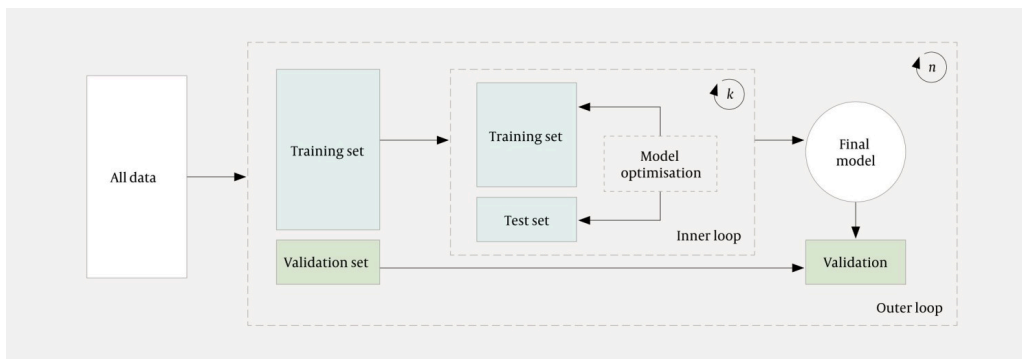 All data
Training set
Validation set
Training set
Test set
Model
optimisation
Inner loop
k
n
Final
model
Validation
Outer loop